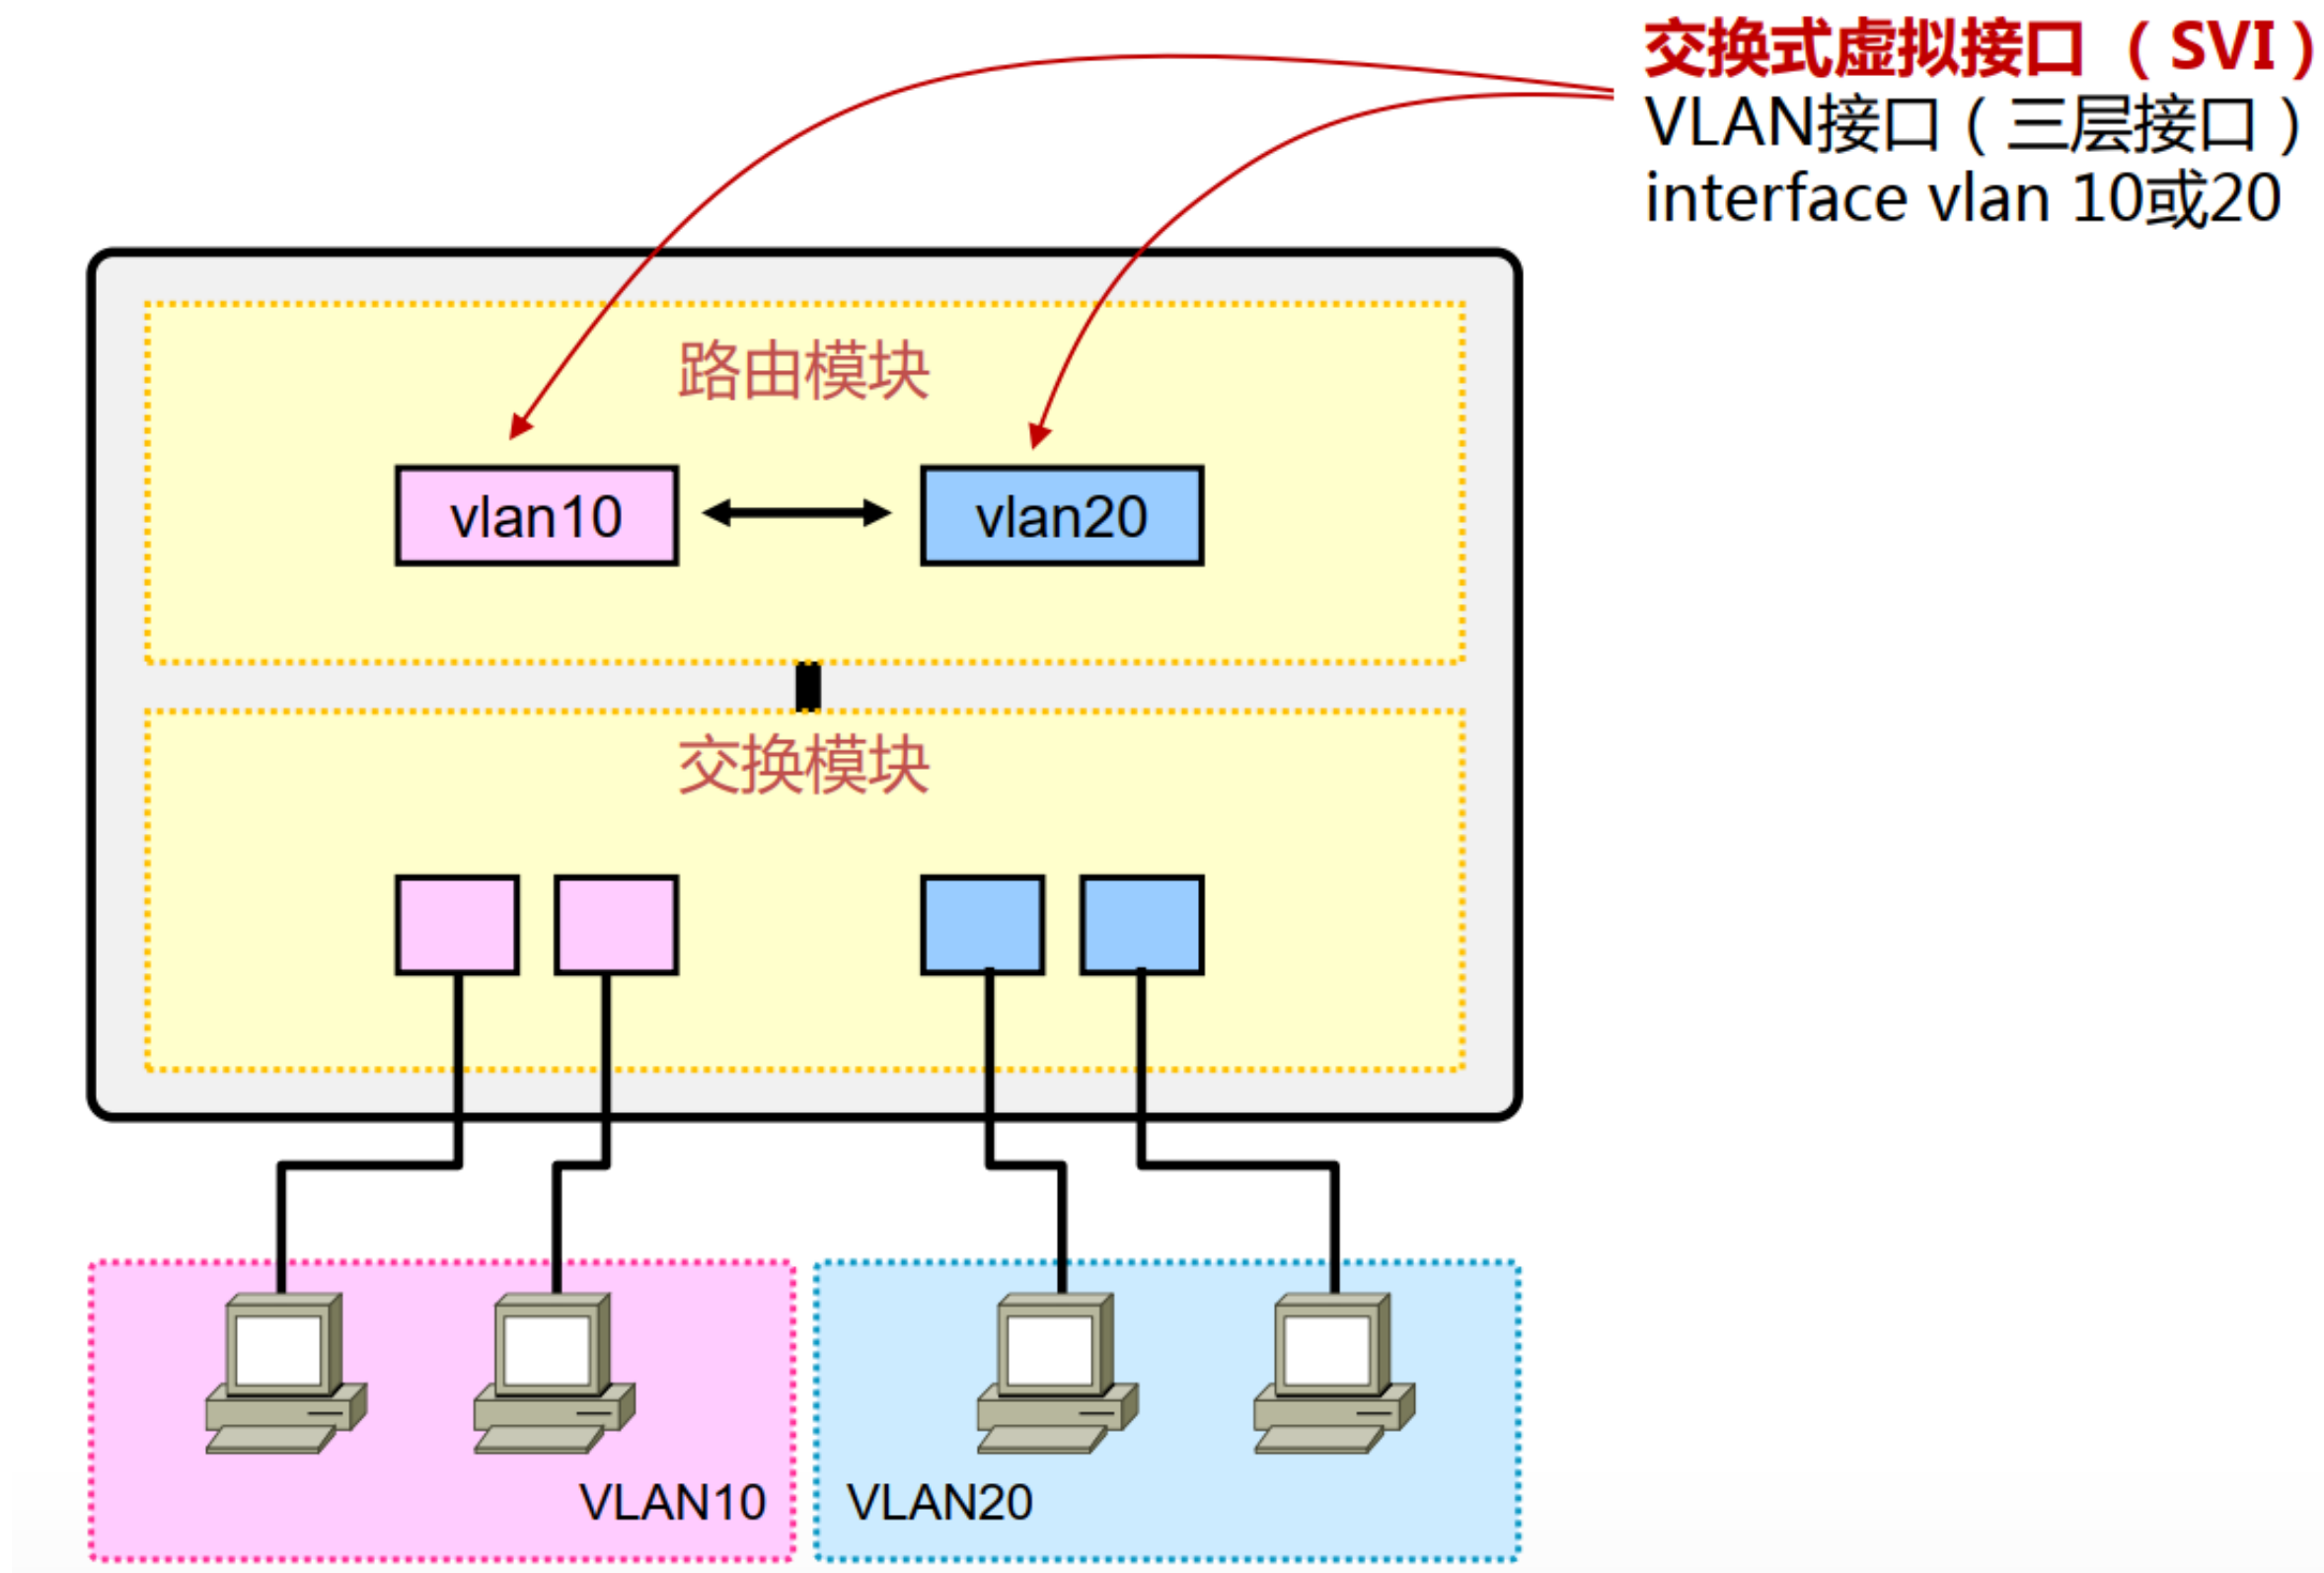 交换式虚拟接口（SVI）
VLAN接口（三层接口）
interface vlan 10或20
路由模块
vlan10
vlan20
交换模块
VLAN10
VLAN20